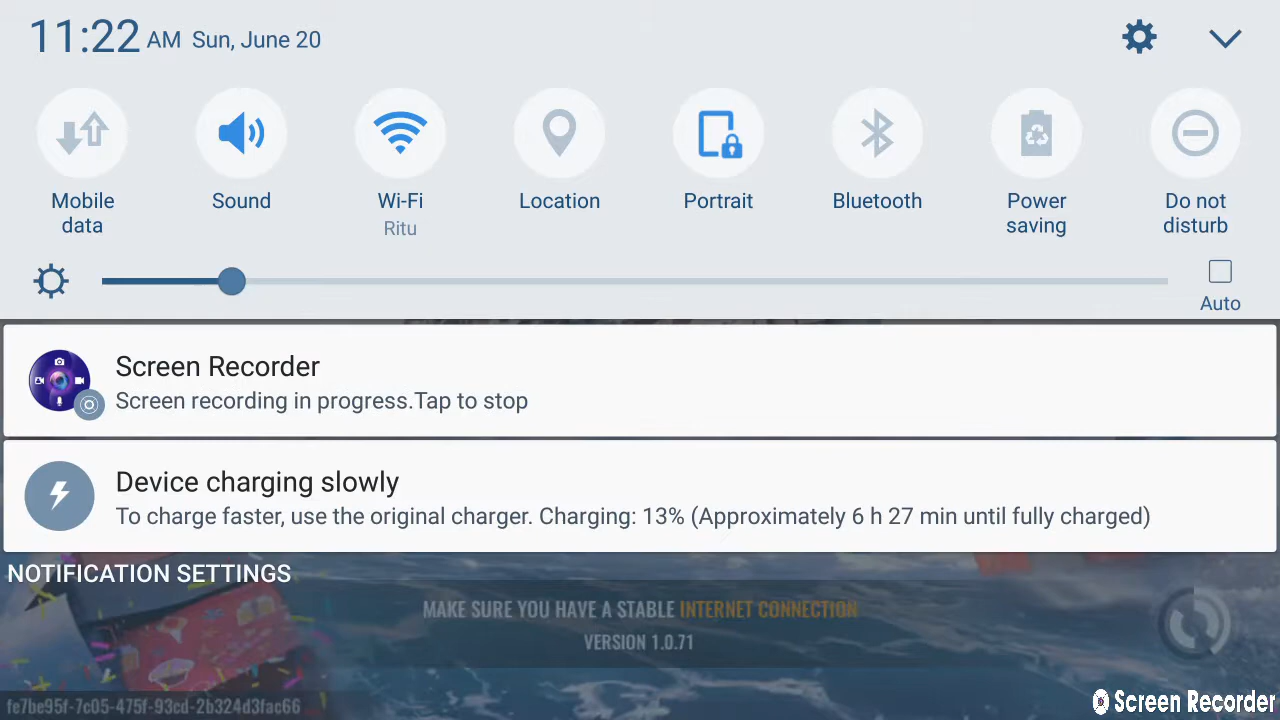 11:22 AM Sun, June 20
Mobile data
Sound
Wi-Fi
Ritu
Location
Portrait
Bluetooth
Power saving
Do not disturb
Auto
Screen Recorder
Screen recording in progress.Tap to stop
Device charging slowly
To charge faster, use the original charger. Charging: 13% (Approximately 6 h 27 min until fully charged)
NOTIFICATION SETTINGS
MAKE SURE YOU HAVE A STABLE INTERNET CONNECTION
VERSION 1.0.71
fe7be95f-7c05-475f-93cd-2b324d3fac66
Screen Recorder